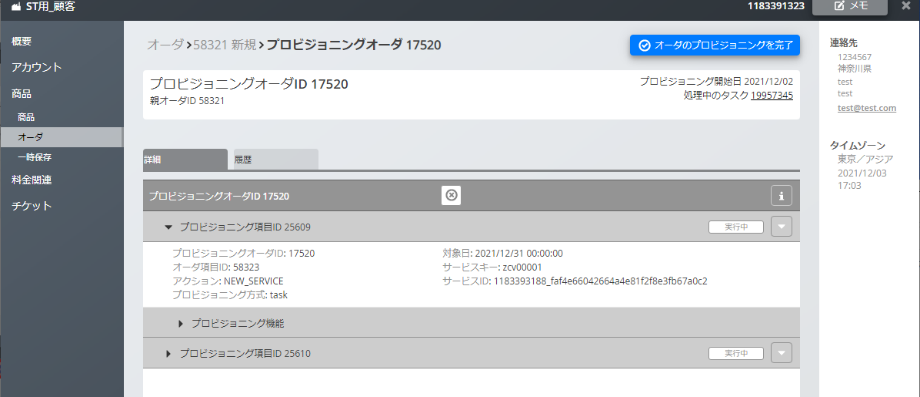 ST用_顧客
1183391323
メモ
概要
アカウント
商品
商品
オーダ
一時保存
料金関連
チケット
オーダ 58321 新規 プロビジョニングオーダ 17520
オーダのプロビジョニングを完了
プロビジョニングオーダID 17520
親オーダID 58321
プロビジョニング開始日 2021/12/02
処理中のタスク 19957345
詳細
履歴
プロビジョニングオーダID 17520
プロビジョニング項目ID 25609
実行中
プロビジョニングオーダID: 17520
対象日: 2021/12/31 00:00:00
オーダ項目ID: 58323
サービスキー: zcv00001
アクション: NEW_SERVICE
サービスID: 1183393188_faf4e66042664a4e81f2f8e3fb67a0c2
プロビジョニング方式: task
プロビジョニング機能
プロビジョニング項目ID 25610
実行中
連絡先
1234567
神奈川県
test
test
test@test.com
タイムゾーン
東京／アジア
2021/12/03
17:03